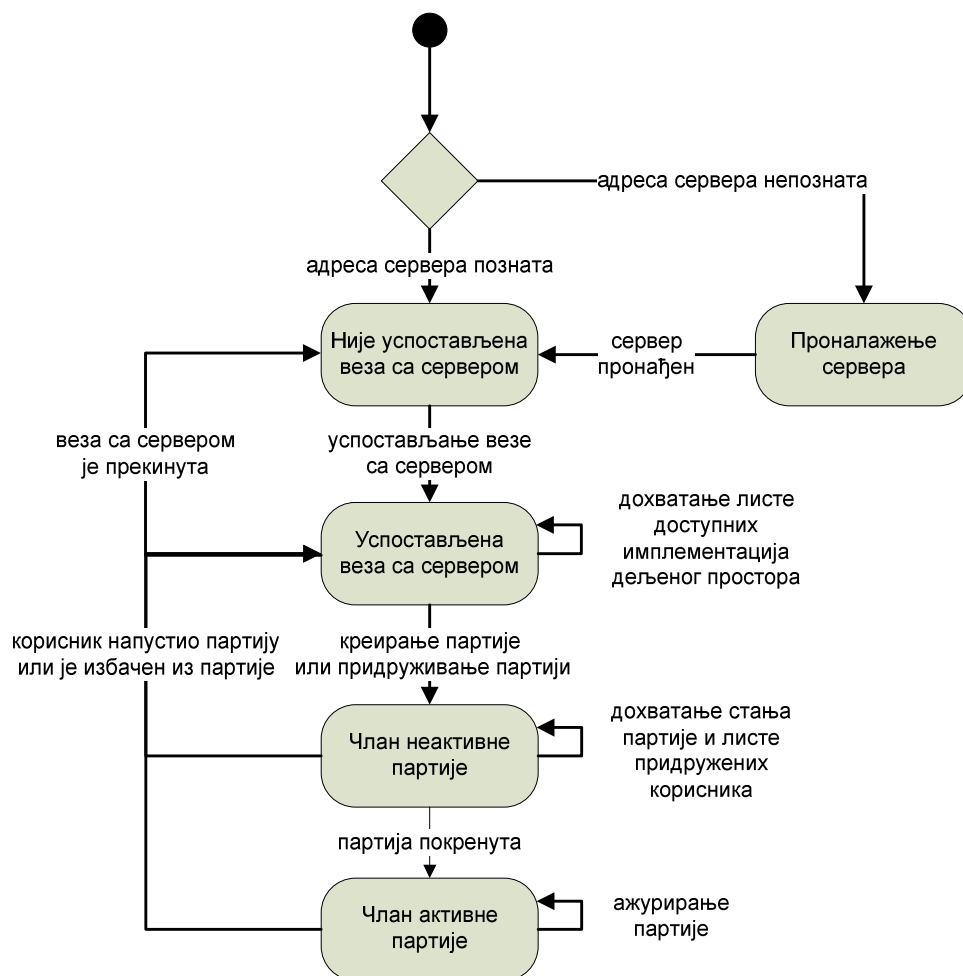 адреса сервера непозната
адреса сервера позната
Није успостављена
веза са сервером
сервер
пронађен
Проналажење
сервера
веза са сервером
је прекинута
успостављање везе
са сервером
Успостављена
веза са сервером
дохватање листе
доступних
имплементација
дељеног простора
корисник напустио партију
или је избачен из партије
креирање партије
или придруживање партији
Члан неактивне
партије
дохватање стања
партије и листе
придружених
корисника
партија покренута
Члан активне
партије
ажурирање
партије